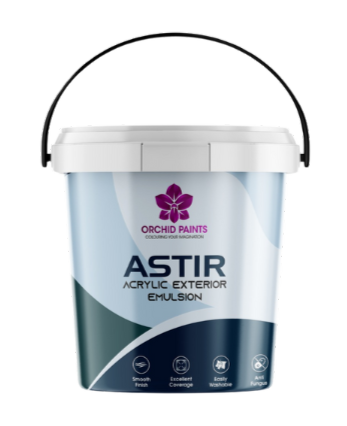 ORCHID PAINTS
COLOURING YOUR IMAGINATION
ASTIR
ACRYLIC EXTERIOR
EMULSION
Smooth
Finish
Excellent
Coverage
Easily
Washable
Anti
Fungus